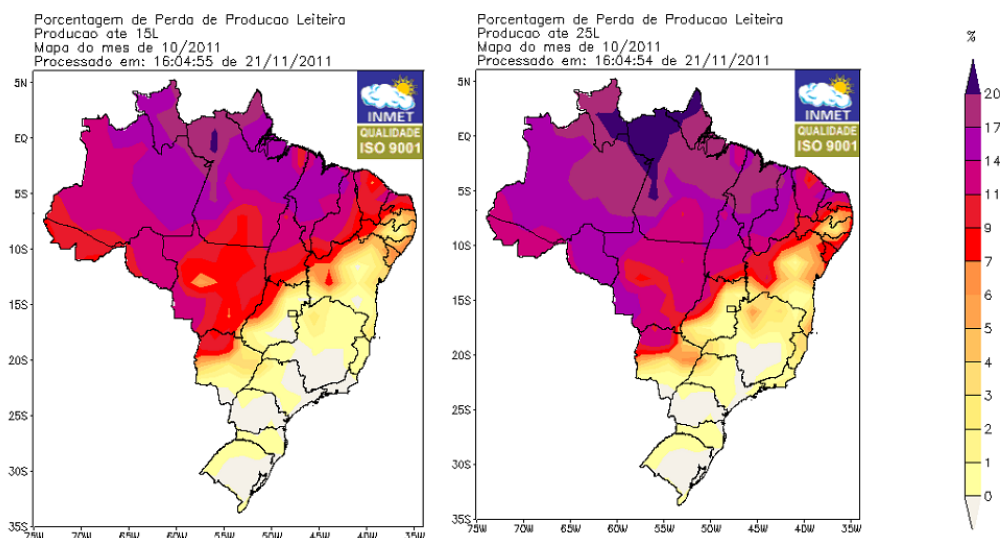 Porcentagem de Perda de Producao Leiteira
Producao até 15L
Mapa do mes de 10/2011
Processado em: 16:04:55 de 21/11/2011
INMET
QUALIDADE
ISO 9001
5N
EQ
5S
10S
15S
20S
25S
30S
35S
75W 70W 65W 60W 55W 50W 45W 40W 35W
Porcentagem de Perda de Producao Leiteira
Producao até 25L
Mapa do mes de 10/2011
Processado em: 16:04:54 de 21/11/2011
INMET
QUALIDADE
ISO 9001
5N
EQ
5S
10S
15S
20S
25S
30S
35S
75W 70W 65W 60W 55W 50W 45W 40W 35W
%
20
17
14
11
9
7
6
5
4
3
2
1
0